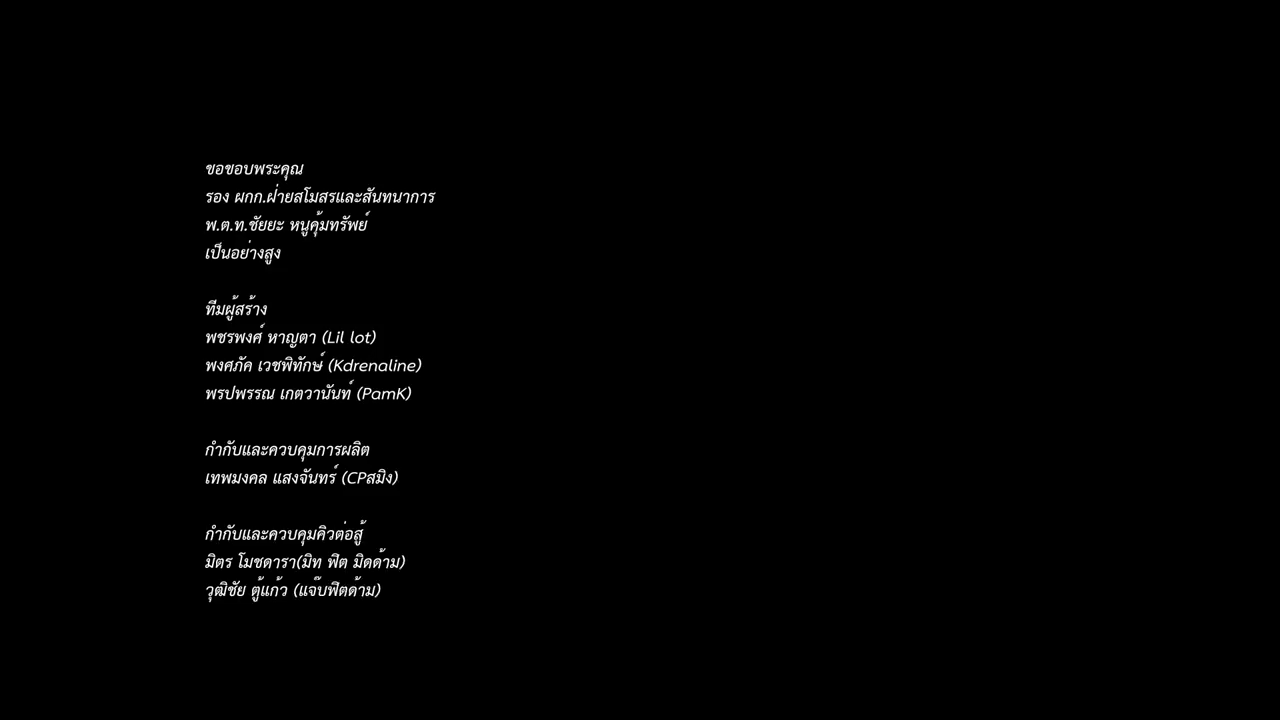 ขอขอบพระคุณ
รอง ผกก.ฝ่ายสโมสรและสันทนาการ
พ.ต.ท.ชัยยะ หนูคุ้มทรัพย์
เป็นอย่างสูง
ทีมผู้สร้าง
พชรพงศ์ หาญตา (Lil lot)
พงศภัค เวชพิทักษ์ (Kdrenaline)
พรปพรรณ เกตวานันท์ (PamK)
กำกับและควบคุมการผลิต
เทพมงคล แสงจันทร์ (CPสมิง)
กำกับและควบคุมคิวต่อสู้
มิตร โมชดารา(มิท ฟิต มิดด้าม)
วุฒิชัย ตู้แก้ว (แจ๊บฟิตด้าม)